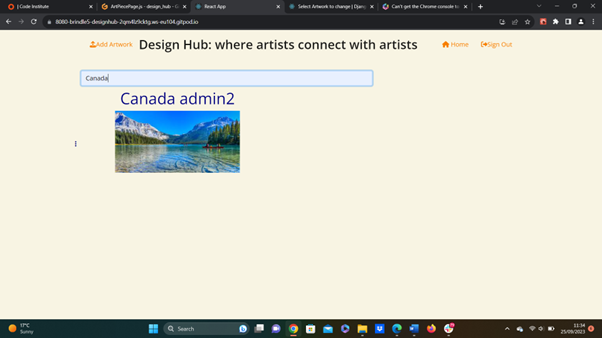 | Code Institute
ArtPiecePage.js - design_hub - G
React App
Select Artwork to change | Djan
Can't get the Chrome console to
8080-brindle5-designhub-2qm4lz9cktg.ws-eu104.gitpod.io
Add Artwork
Design Hub: where artists connect with artists
Home
Sign Out
Canada
Canada admin2
17°C
Sunny
Search
11:34
25/09/2023